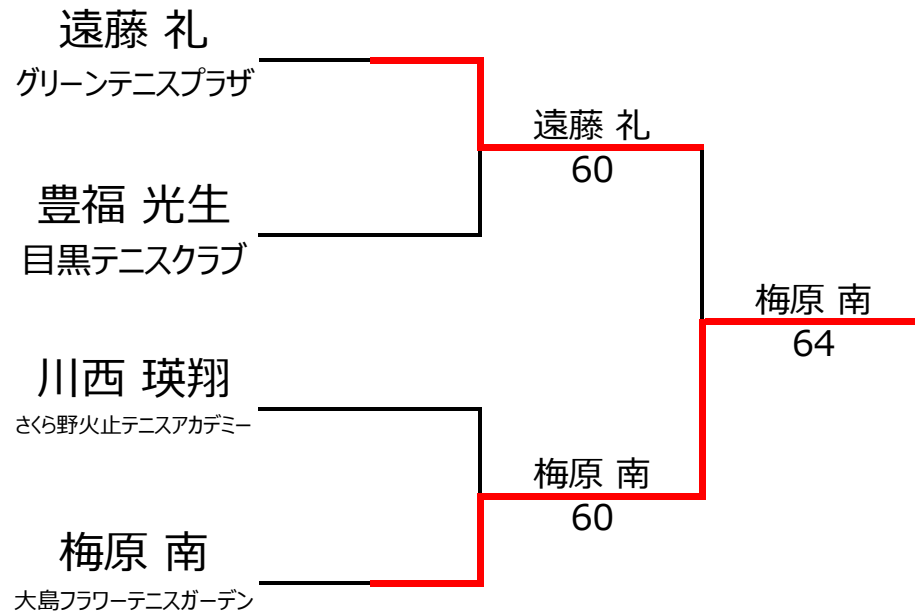 遠藤 礼
グリーンテニスプラザ
遠藤 礼
60
豊福 光生
目黒テニスクラブ
梅原 南
64
川西 瑛翔
さくら野火止テニスアカデミー
梅原 南
60
梅原 南
大島フラワーテニスガーデン